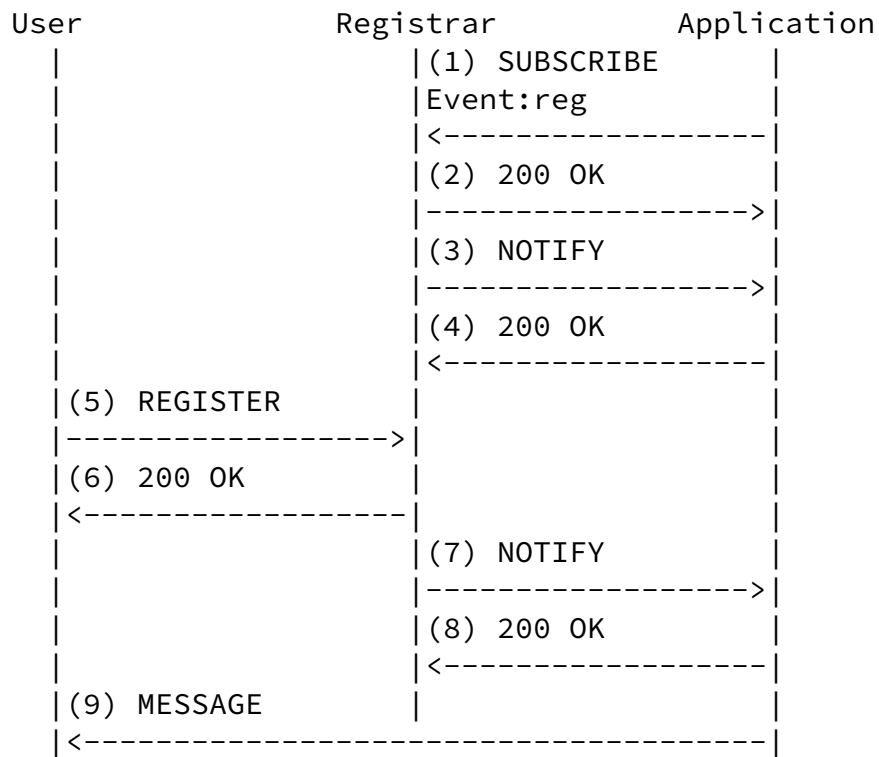 User Registrar Application
(1) SUBSCRIBE
Event:reg
(2) 200 OK
(3) NOTIFY
(4) 200 OK
(5) REGISTER
(6) 200 OK
(7) NOTIFY
(8) 200 OK
(9) MESSAGE